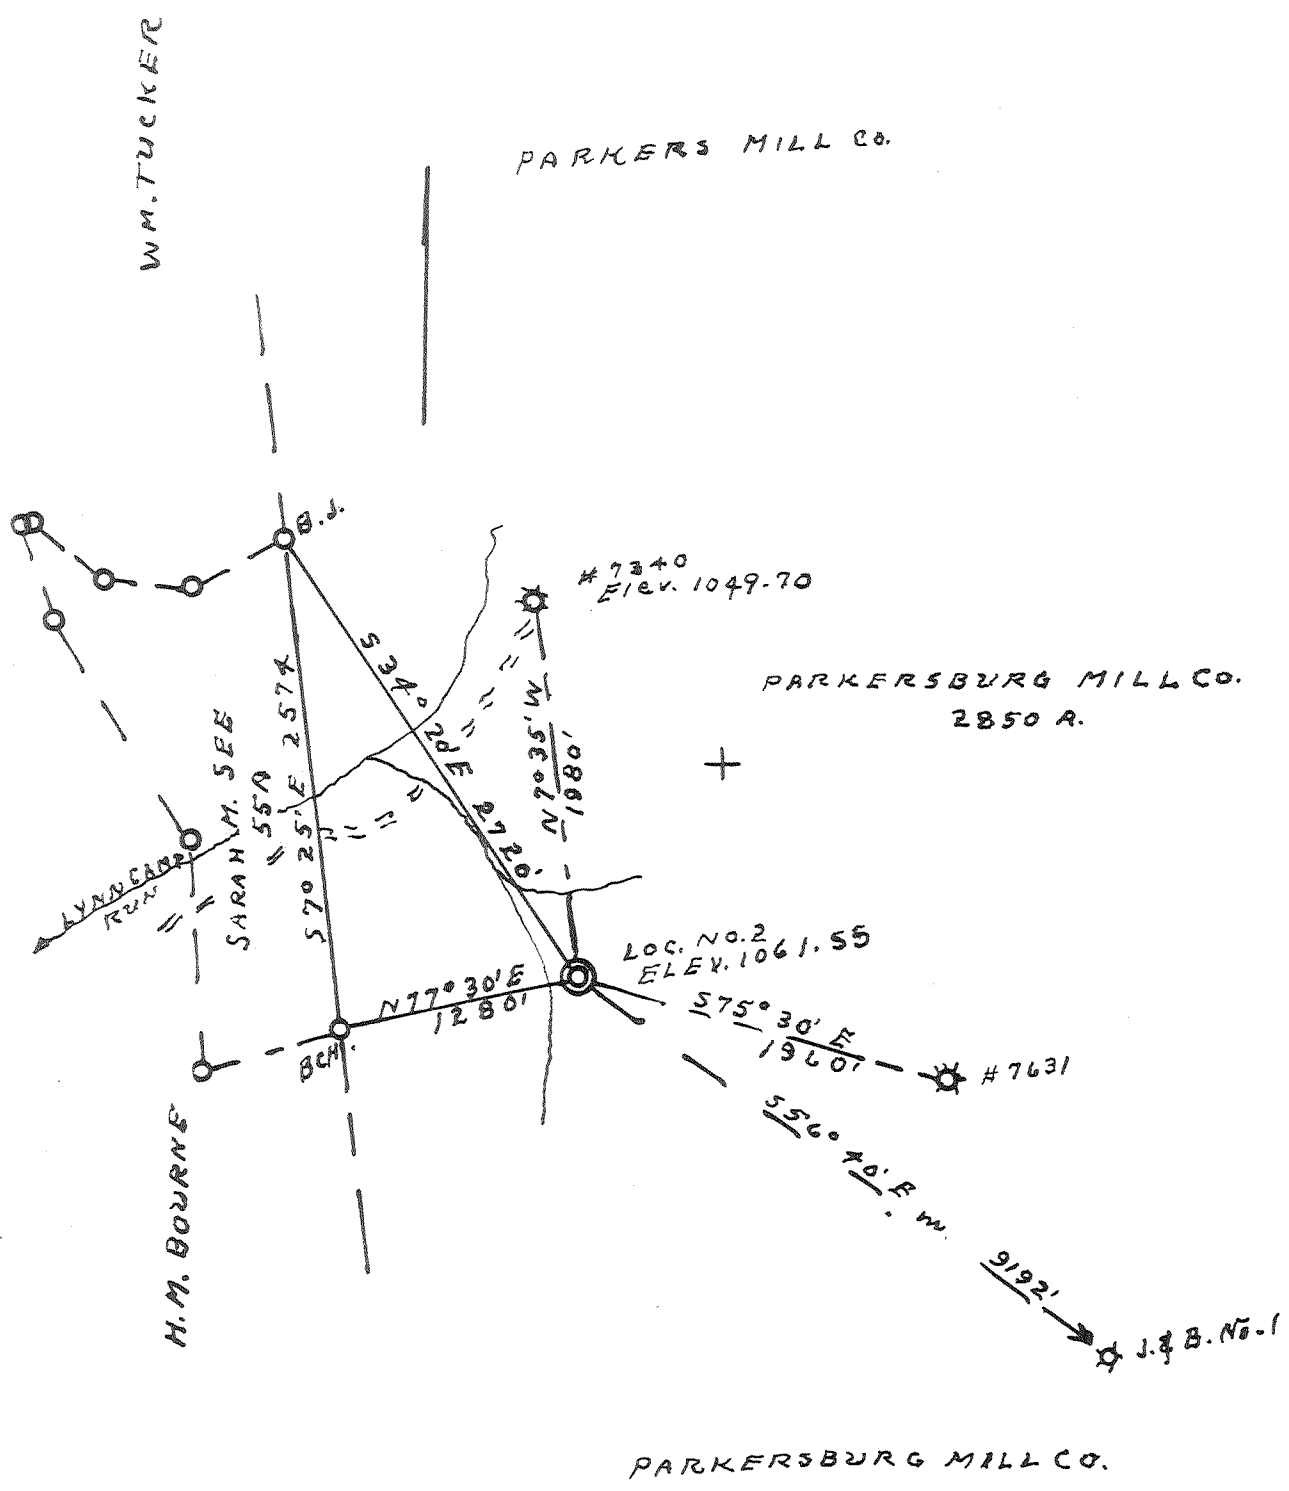 WM. TUCKER
PARKERS MILL CO.
B.J.
# 7340
Elev. 1049.70
S 34° 20' E 2720'
N 7° 35' W
1980'
PARKERSBURG MILL CO.
2850 A.
S 7° 25' E 2574
SARAH M. SEE
55 A
LYNN CAMP
RUN
LOC. NO. 2
ELEV. 1061.55
N 77° 30' E
1280'
BCH.
S 75° 30' E
1960'
# 7631
H.M. BOURNE
S 56° 40' E m.
9192'
J. & B. No. 1
PARKERSBURG MILL CO.